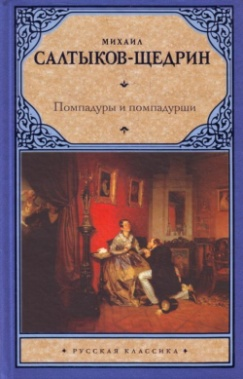 МИХАИЛ
САЛТЫКОВ-ЩЕДРИН
Помпадуры и помпадурши
РУССКАЯ КЛАССИКА